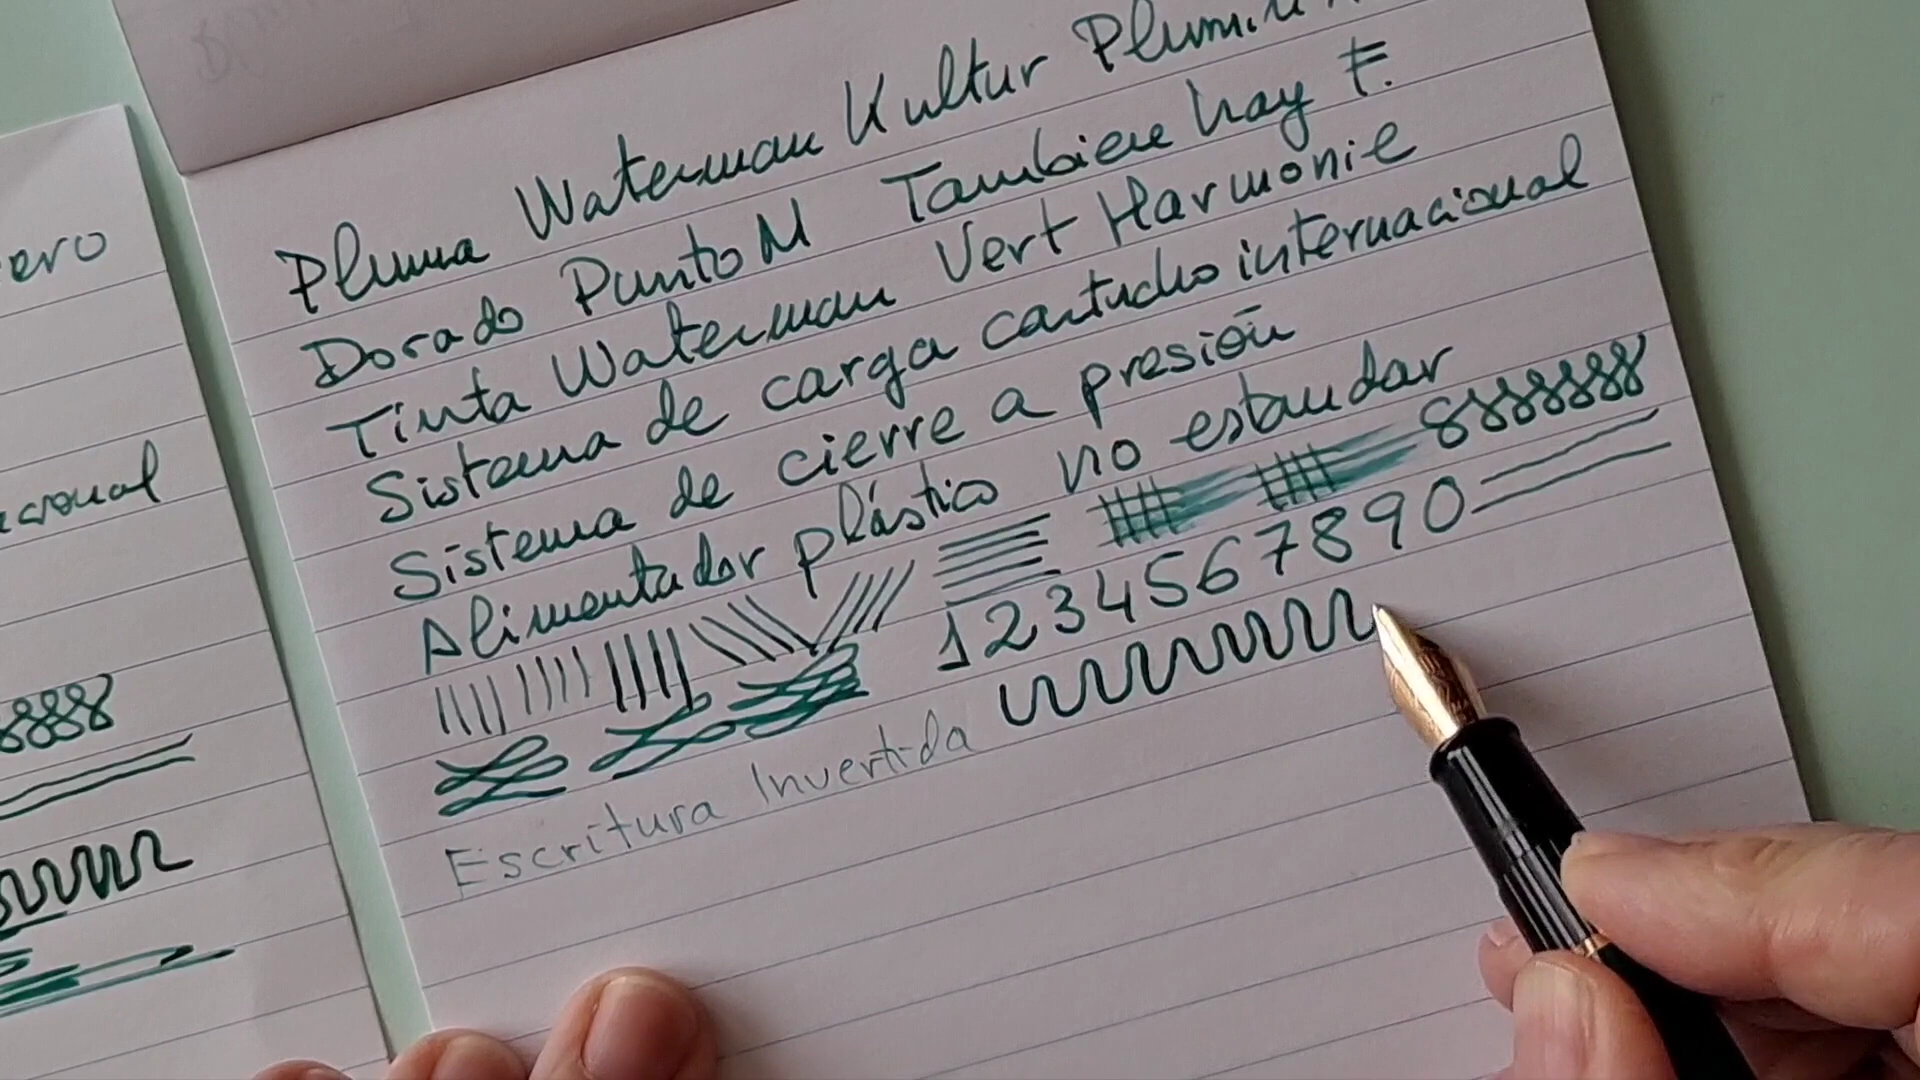 Pluma Waterman Kultur
Dorado Punto M También hay F.
Tinta Waterman Vert Harmonie
Sistema de carga cartucho internacional
Sistema de cierre a presión
Alimentador plástico no estandar
88888888
1234567890
Escritura Invertida